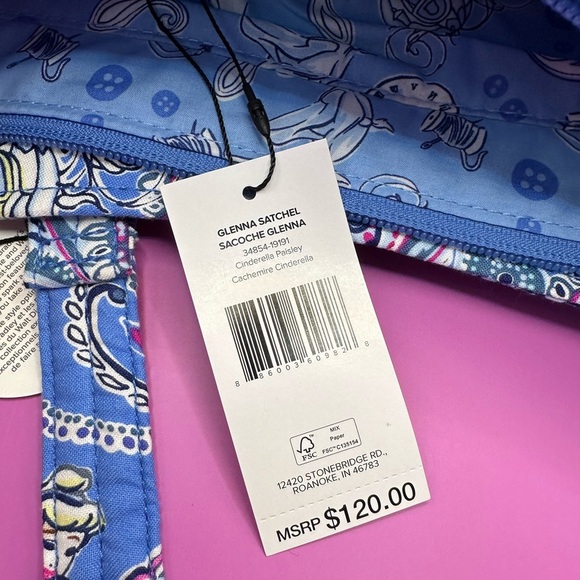 GLENNA SATCHEL
SACOCHE GLENNA
34854-19191
Cinderella Paisley
Cachemire Cinderella
8 86003 60982 8
FSC
MIX
Paper
FSC™ C135154
12420 STONEBRIDGE RD.,
ROANOKE, IN 46783
MSRP $120.00